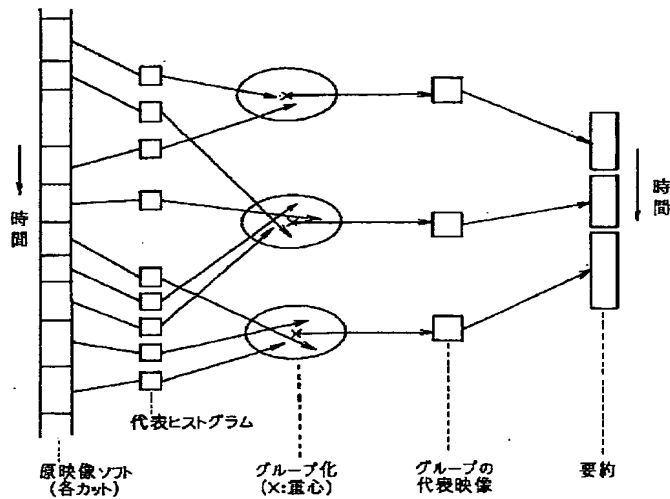 時間
時間
代表ヒストグラム
原映像ソフト
(各カット)
グループ化
(×:重心)
グループの
代表映像
要約